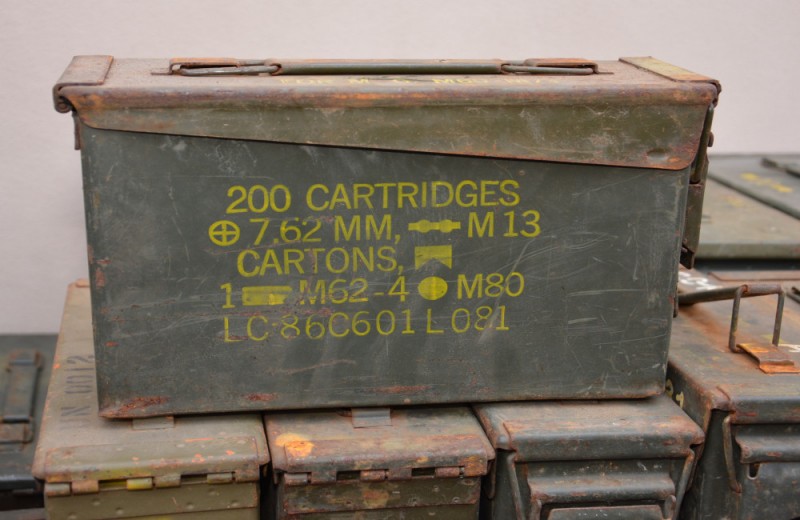 200 CARTRIDGES
7.62 MM, M13
CARTONS,
1 M62-4 M80
LC-86C601L081